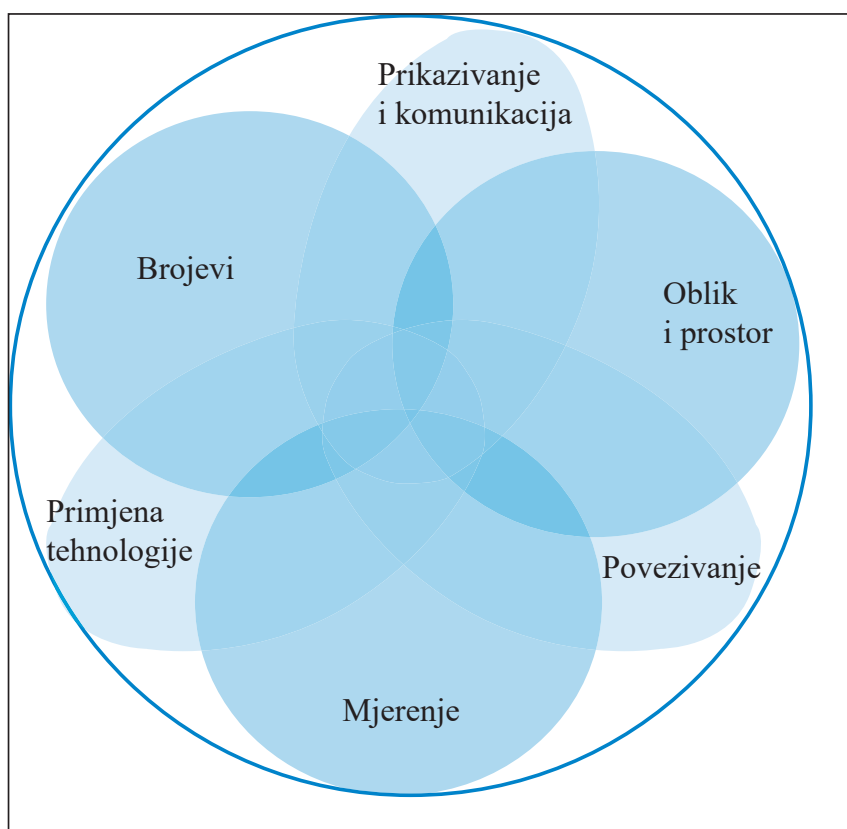 Prikazivanje
i komunikacija
Brojevi
Oblik
i prostor
Primjena
tehnologije
Povezivanje
Mjerenje